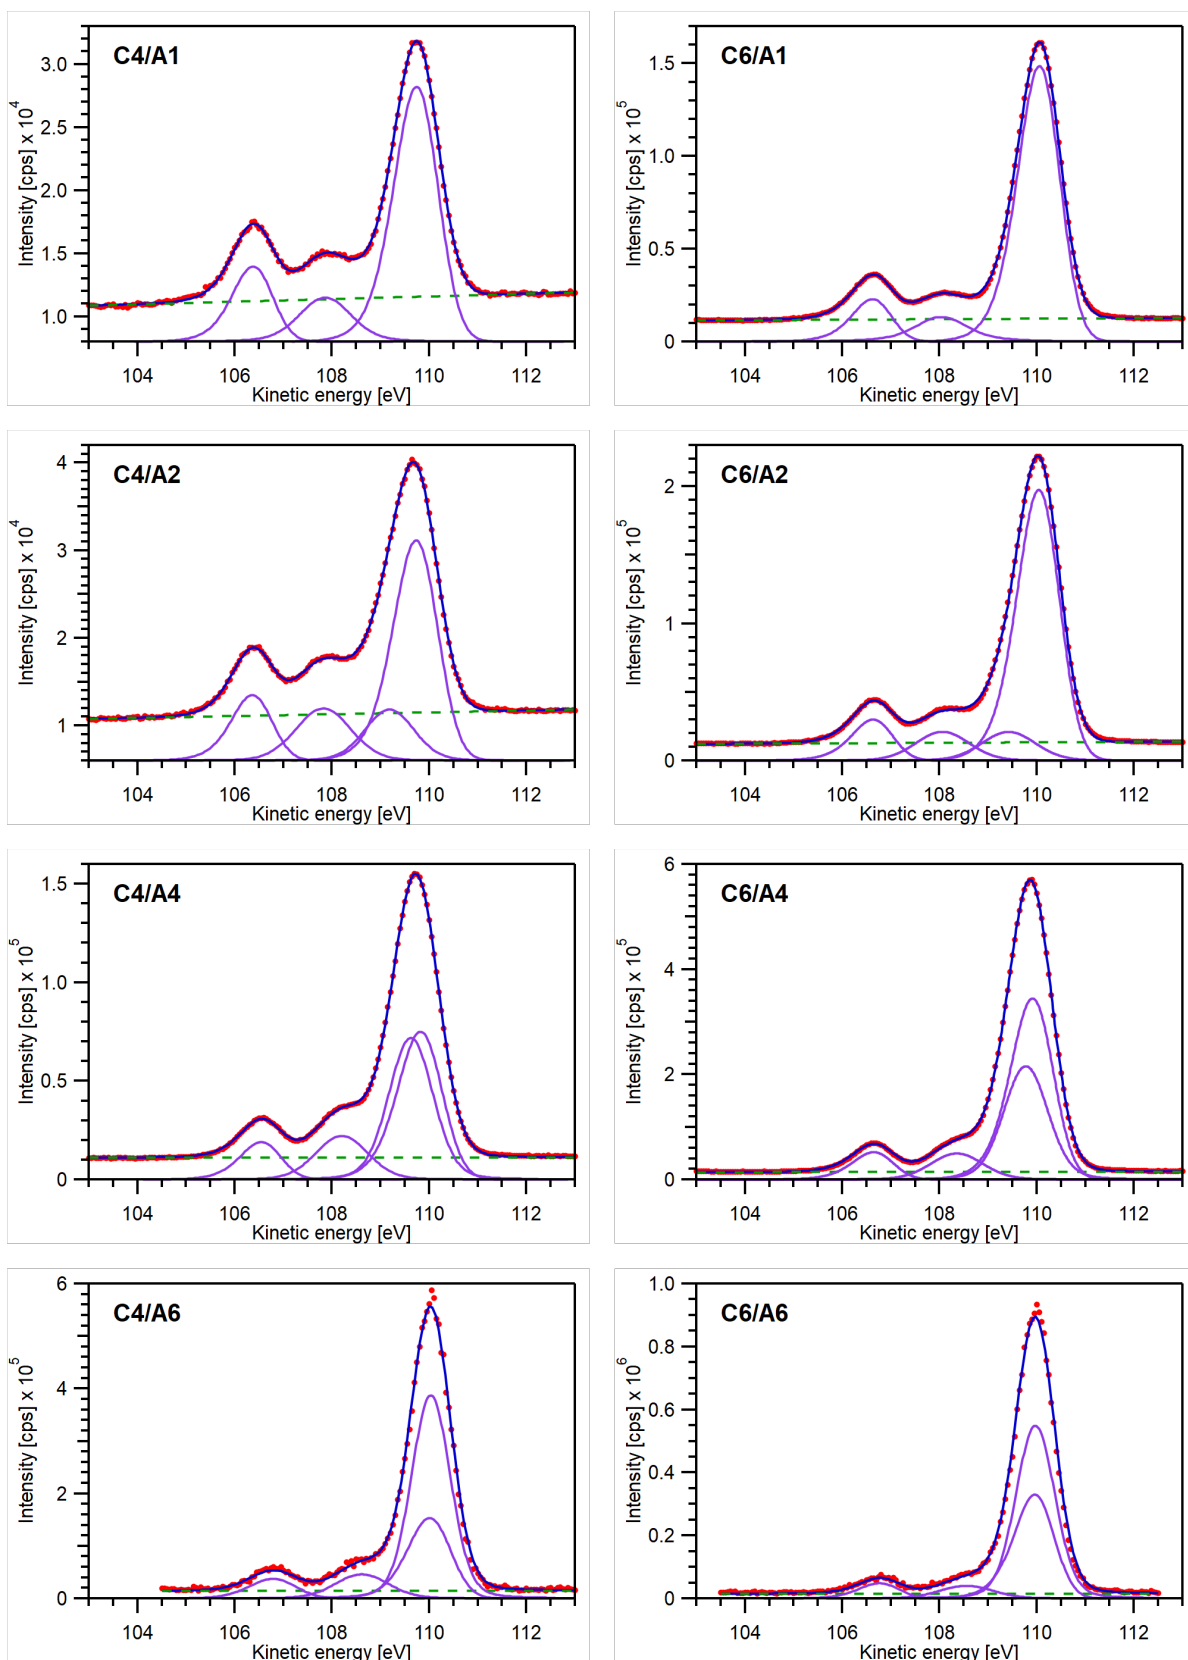 C4/A1
Intensity [cps] x 10^4
3.0
2.5
2.0
1.5
1.0
104 106 108 110 112
Kinetic energy [eV]
C6/A1
Intensity [cps] x 10^5
1.5
1.0
0.5
0
104 106 108 110 112
Kinetic energy [eV]
C4/A2
Intensity [cps] x 10^4
4
3
2
1
104 106 108 110 112
Kinetic energy [eV]
C6/A2
Intensity [cps] x 10^5
2
1
0
104 106 108 110 112
Kinetic energy [eV]
C4/A4
Intensity [cps] x 10^5
1.5
1.0
0.5
0
104 106 108 110 112
Kinetic energy [eV]
C6/A4
Intensity [cps] x 10^5
6
4
2
0
104 106 108 110 112
Kinetic energy [eV]
C4/A6
Intensity [cps] x 10^5
6
4
2
0
104 106 108 110 112
Kinetic energy [eV]
C6/A6
Intensity [cps] x 10^6
1.0
0.8
0.6
0.4
0.2
0
104 106 108 110 112
Kinetic energy [eV]